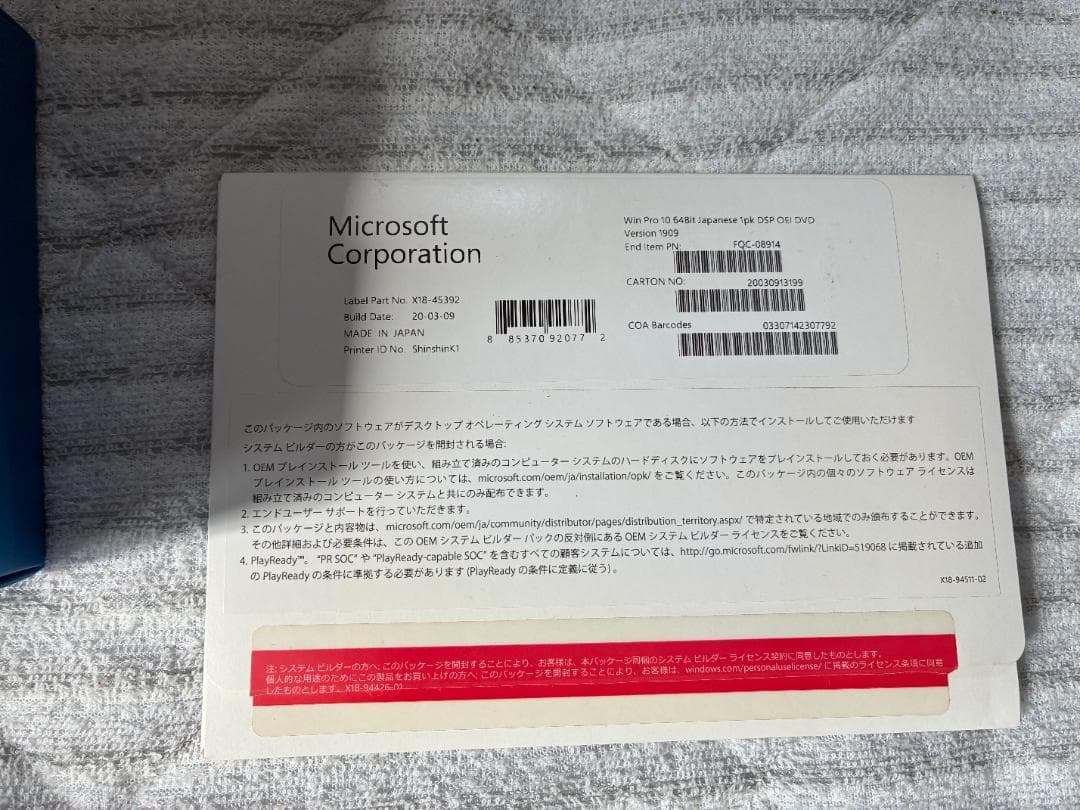 Microsoft
Corporation
Label Part No. X18-45392
Build Date: 20-03-09
MADE IN JAPAN
Printer ID No. ShinshinK1
8 85370 92077 2
Win Pro 10 64Bit Japanese 1pk DSP OEI DVD
Version 1909
End Item PN: FQC-08914
CARTON NO: 20030913199
COA Barcodes 03307142307792
このパッケージ内のソフトウェアがデスクトップ オペレーティング システム ソフトウェアである場合、以下の方法でインストールしてご使用いただけます
システム ビルダーの方がこのパッケージを開封される場合:
1. OEM プレインストール ツールを使い、組み立て済みのコンピューター システムのハードディスクにソフトウェアをプレインストールしておく必要があります。OEM
プレインストール ツールの使い方については、microsoft.com/oem/ja/installation/opk/ をご覧ください。このパッケージ内の個々のソフトウェア ライセンスは
組み立て済みのコンピューター システムと共にのみ配布できます。
2. エンドユーザー サポートを行っていただきます。
3. このパッケージと内容物は、microsoft.com/oem/ja/community/distributor/pages/distribution_territory.aspx/ で特定されている地域でのみ頒布することができます。
その他詳細および必要条件は、この OEM システム ビルダー パックの反対側にある OEM システム ビルダー ライセンスをご覧ください。
4. PlayReady™。 “PR SOC” や “PlayReady-capable SOC” を含むすべての顧客システムについては、http://go.microsoft.com/fwlink/?LinkID=519068 に掲載されている追加
の PlayReady の条件に準拠する必要があります (PlayReady の条件に定義に従う) 。
X18-94511-02
注: システム ビルダーの方へ: このパッケージを開封することにより、お客様は、本パッケージ同梱のシステム ビルダー ライセンス契約に同意したものとします。
個人的な用途のためにこの製品をお買い上げの方へ: このパッケージを開封することにより、お客様は、windows.com/personaluselicense/ に掲載のライセンス条項に同意
したものとします。X18-94426-01